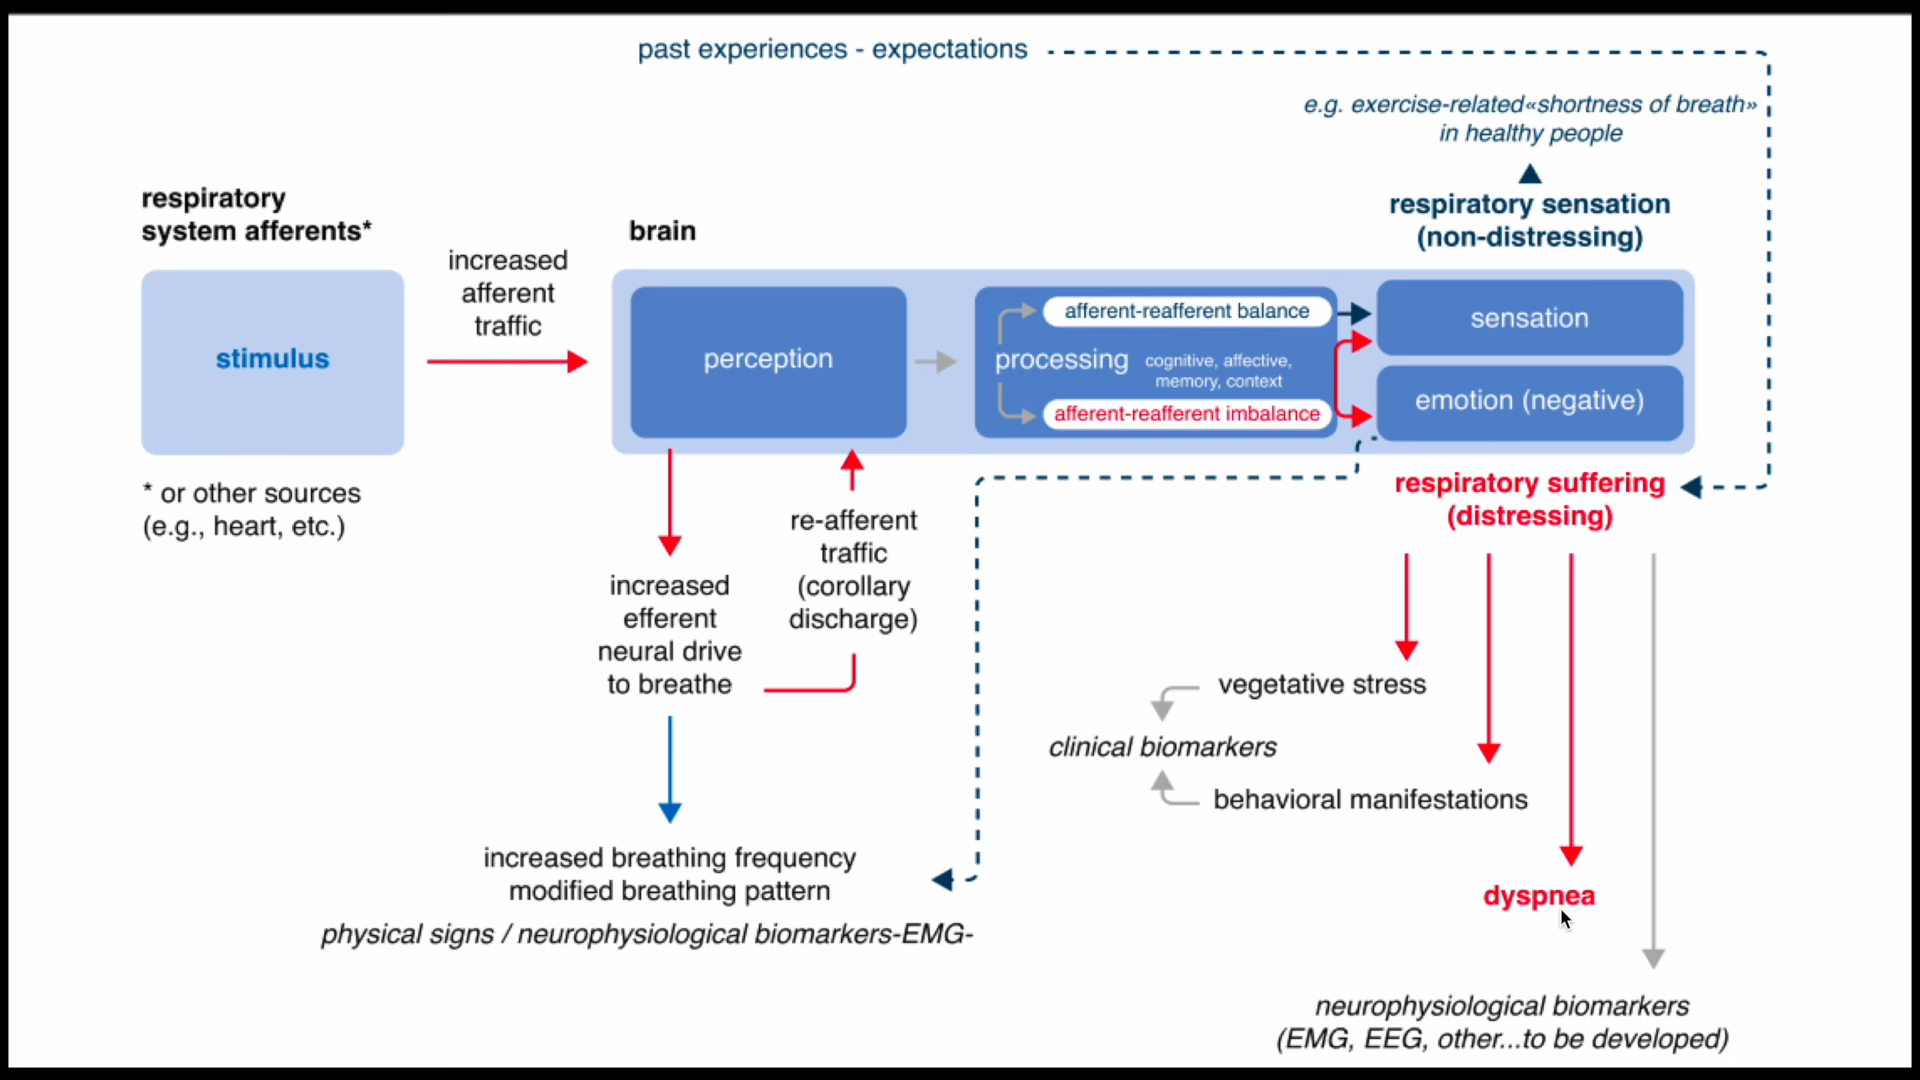 past experiences - expectations
e.g. exercise-related«shortness of breath»
in healthy people
respiratory sensation
(non-distressing)
respiratory
system afferents*
brain
increased
afferent
traffic
stimulus
perception
afferent-reafferent balance
processing cognitive, affective,
memory, context
afferent-reafferent imbalance
sensation
emotion (negative)
* or other sources
(e.g., heart, etc.)
respiratory suffering
(distressing)
re-afferent
traffic
(corollary
discharge)
increased
efferent
neural drive
to breathe
vegetative stress
clinical biomarkers
behavioral manifestations
increased breathing frequency
modified breathing pattern
physical signs / neurophysiological biomarkers-EMG-
dyspnea
neurophysiological biomarkers
(EMG, EEG, other...to be developed)